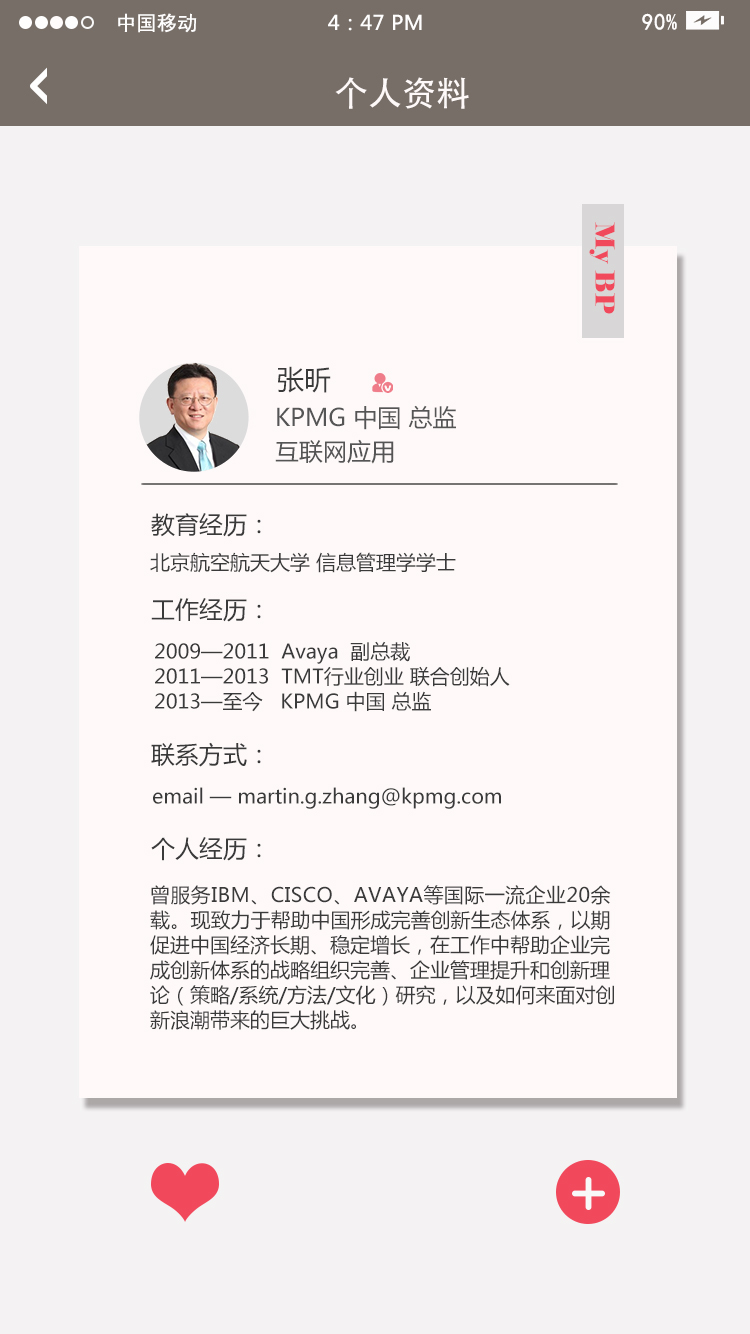 中国移动 4：47 PM 90%
个人资料
My BP
张昕
KPMG 中国 总监
互联网应用
教育经历：
北京航空航天大学 信息管理学学士
工作经历：
2009—2011 Avaya 副总裁
2011—2013 TMT行业创业 联合创始人
2013—至今 KPMG 中国 总监
联系方式：
email — martin.g.zhang@kpmg.com
个人经历：
曾服务IBM、CISCO、AVAYA等国际一流企业20余
载。现致力于帮助中国形成完善创新生态体系，以期
促进中国经济长期、稳定增长，在工作中帮助企业完
成创新体系的战略组织完善、企业管理提升和创新理
论（策略/系统/方法/文化）研究，以及如何来面对创
新浪潮带来的巨大挑战。